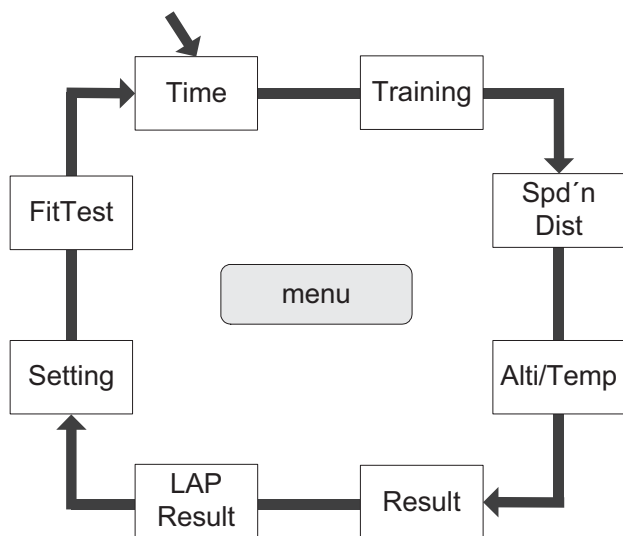 Time
Training
FitTest
Spd´n
Dist
menu
Setting
Alti/Temp
LAP
Result
Result